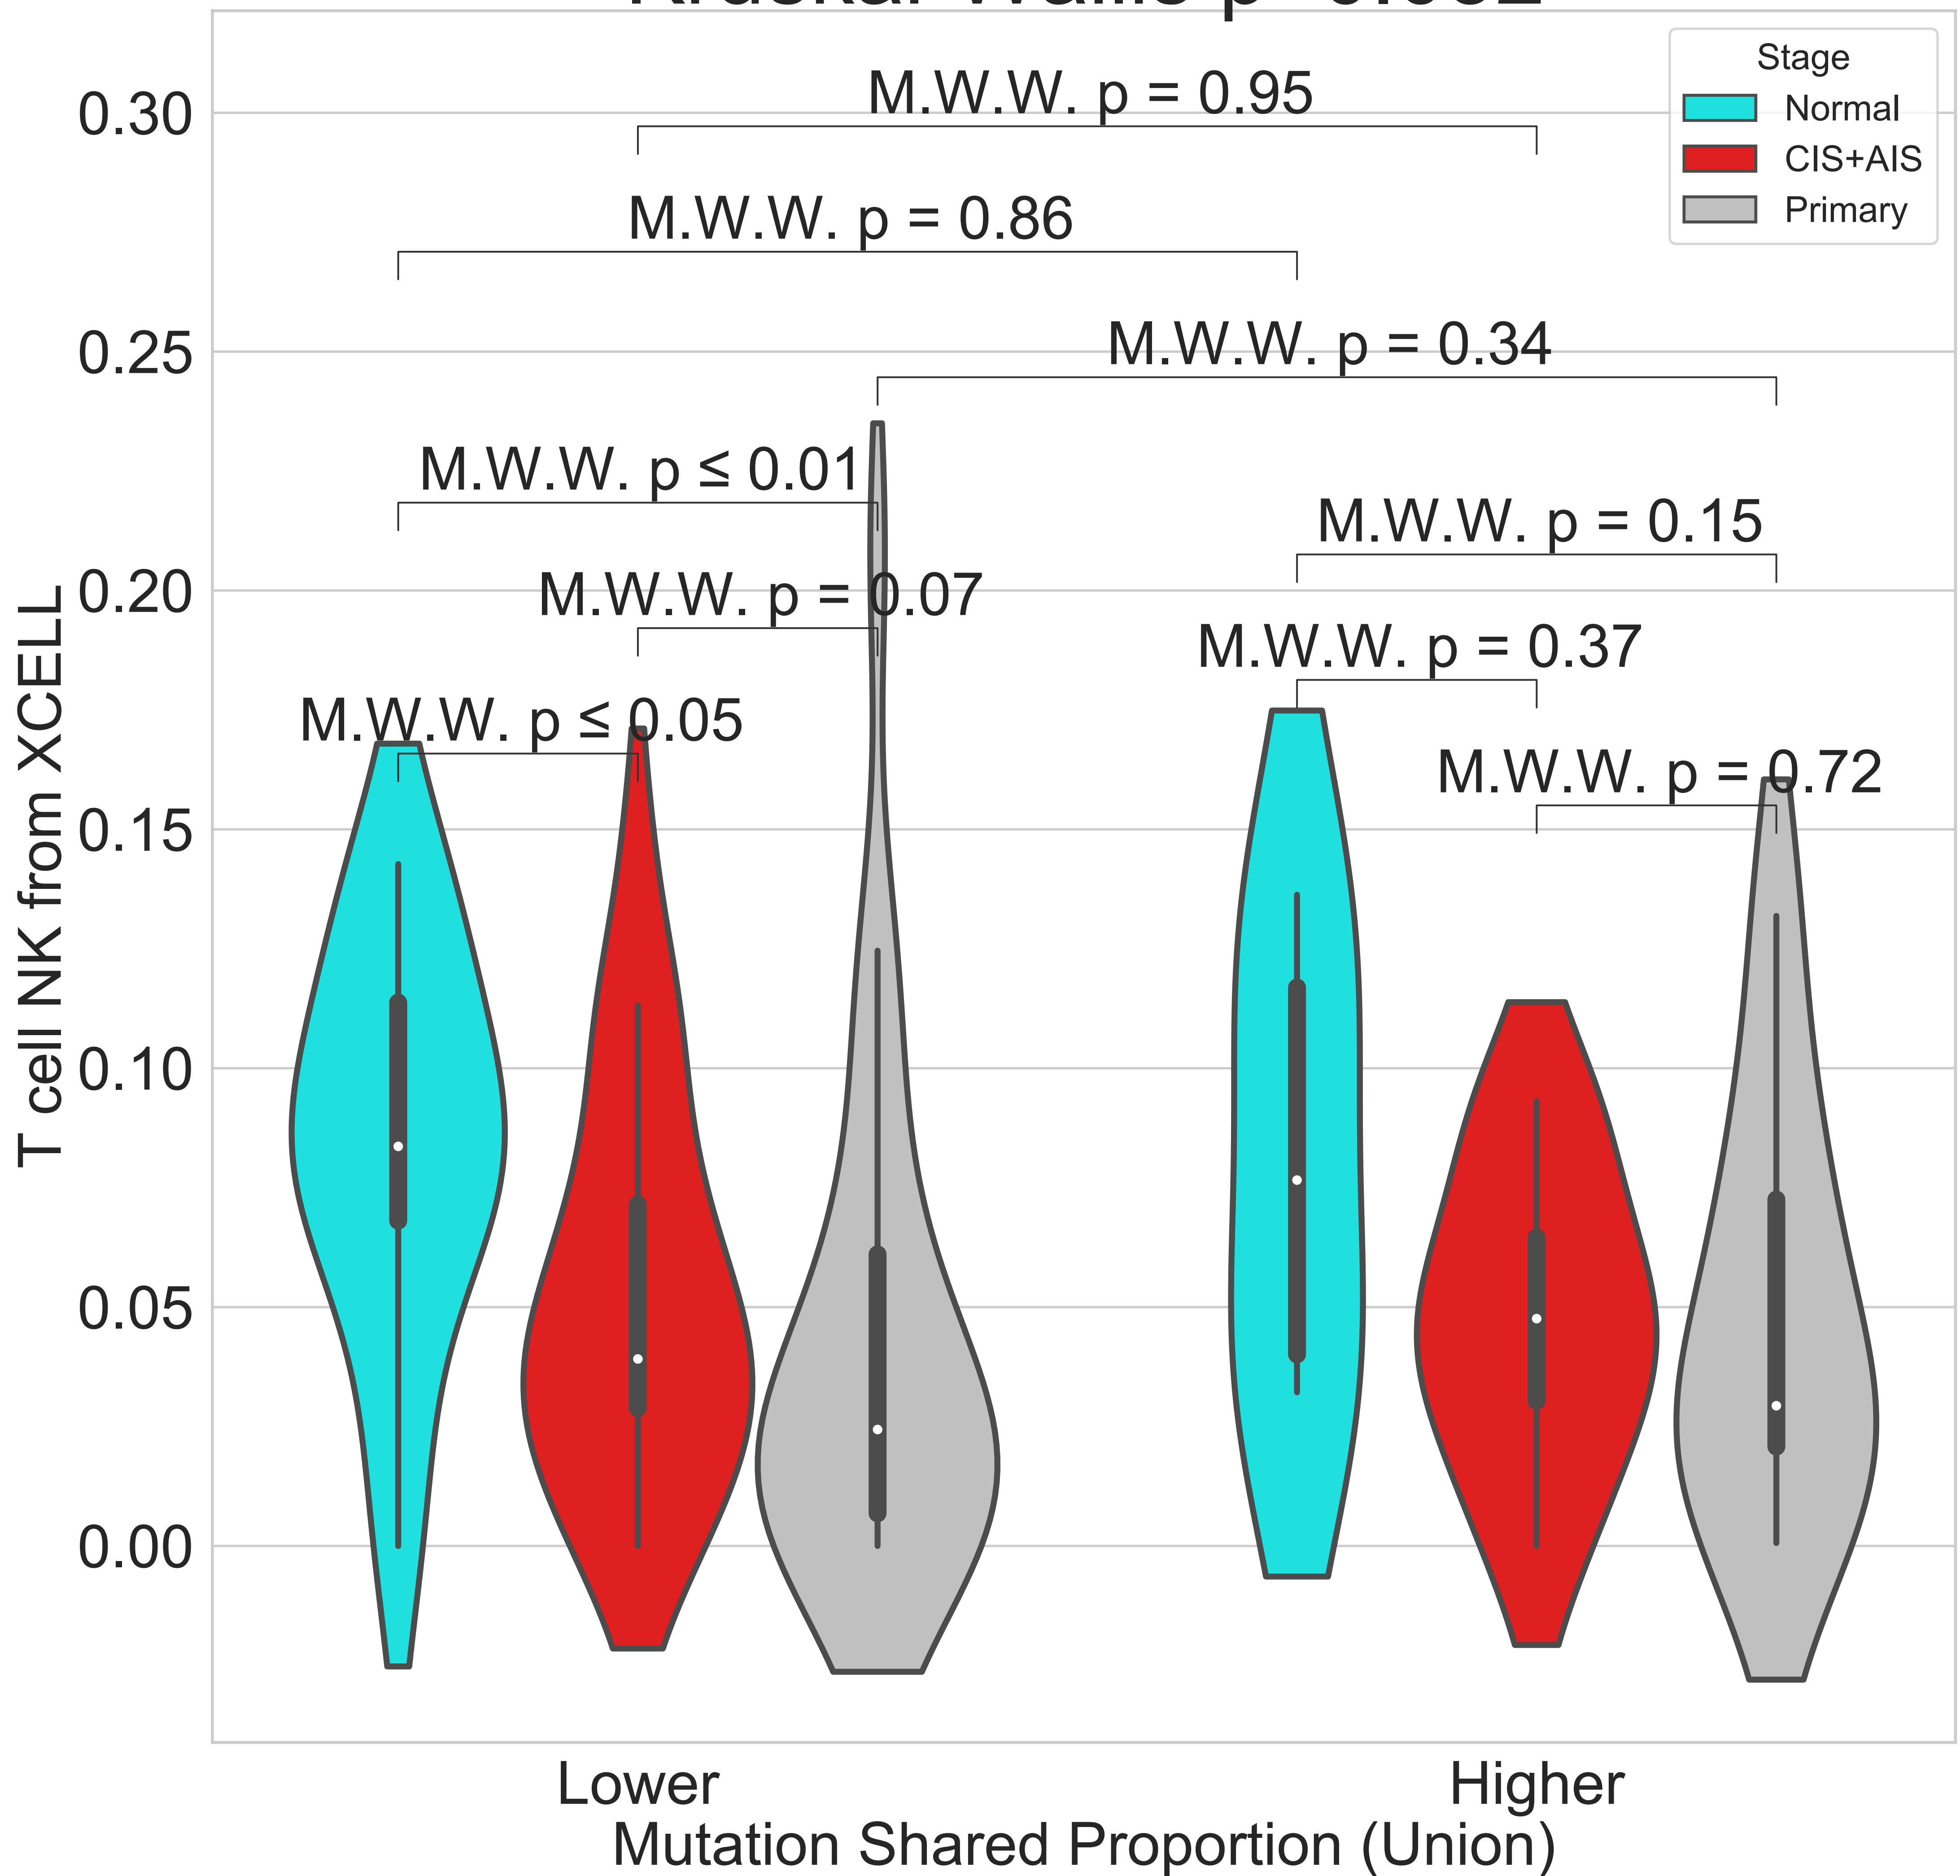 Stage
Normal
CIS+AIS
Primary
M.W.W. p = 0.95
M.W.W. p = 0.86
M.W.W. p = 0.34
M.W.W. p ≤ 0.01
M.W.W. p = 0.15
M.W.W. p = 0.07
M.W.W. p = 0.37
M.W.W. p ≤ 0.05
M.W.W. p = 0.72
0.30
0.25
0.20
0.15
0.10
0.05
0.00
T cell NK from XCELL
Lower
Higher
Mutation Shared Proportion (Union)